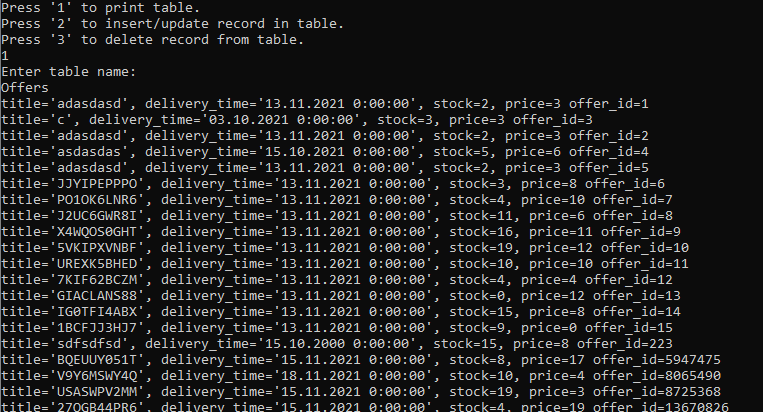 Press '1' to print table.
Press '2' to insert/update record in table.
Press '3' to delete record from table.
1
Enter table name:
Offers
title='adasdasd', delivery_time='13.11.2021 0:00:00', stock=2, price=3 offer_id=1
title='c', delivery_time='03.10.2021 0:00:00', stock=3, price=3 offer_id=3
title='adasdasd', delivery_time='13.11.2021 0:00:00', stock=2, price=3 offer_id=2
title='asdasdas', delivery_time='15.10.2021 0:00:00', stock=5, price=6 offer_id=4
title='adasdasd', delivery_time='13.11.2021 0:00:00', stock=2, price=3 offer_id=5
title='JJYIPEPPPO', delivery_time='13.11.2021 0:00:00', stock=3, price=8 offer_id=6
title='PO1OK6LNR6', delivery_time='13.11.2021 0:00:00', stock=4, price=10 offer_id=7
title='J2UC6GWR8I', delivery_time='13.11.2021 0:00:00', stock=11, price=6 offer_id=8
title='X4WQOS0GHT', delivery_time='13.11.2021 0:00:00', stock=16, price=11 offer_id=9
title='5VKIPXVNBF', delivery_time='13.11.2021 0:00:00', stock=19, price=12 offer_id=10
title='UREXK5BHED', delivery_time='13.11.2021 0:00:00', stock=10, price=10 offer_id=11
title='7KIF62BCZM', delivery_time='13.11.2021 0:00:00', stock=4, price=4 offer_id=12
title='GIACLANS88', delivery_time='13.11.2021 0:00:00', stock=0, price=12 offer_id=13
title='IG0TFI4ABX', delivery_time='13.11.2021 0:00:00', stock=15, price=8 offer_id=14
title='1BCFJJ3HJ7', delivery_time='13.11.2021 0:00:00', stock=9, price=0 offer_id=15
title='sdfsdfsd', delivery_time='15.10.2000 0:00:00', stock=15, price=8 offer_id=223
title='BQEUUY051T', delivery_time='15.11.2021 0:00:00', stock=8, price=17 offer_id=5947475
title='V9Y6MSWY4Q', delivery_time='18.11.2021 0:00:00', stock=10, price=4 offer_id=8065490
title='USASWPV2MM', delivery_time='15.11.2021 0:00:00', stock=19, price=3 offer_id=8725368
title='27OGB44PR6', delivery_time='15.11.2021 0:00:00', stock=4, price=19 offer_id=13670826